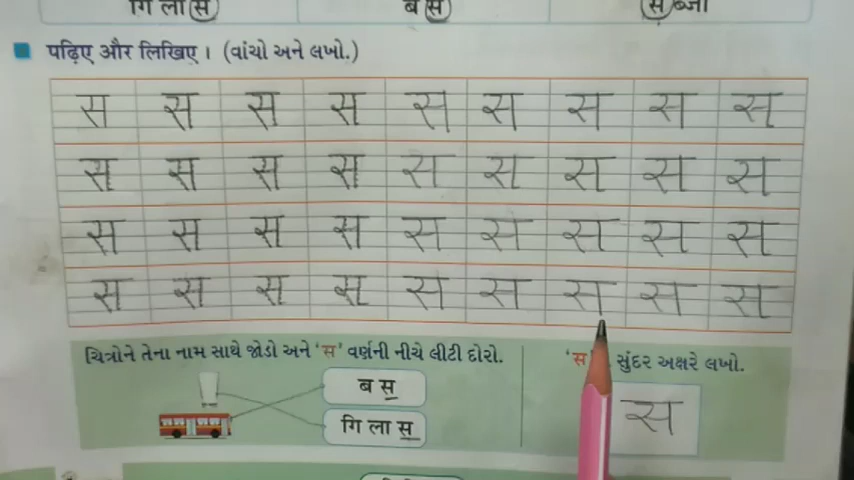 गि ला स ब स स ब्जी
पढ़िए और लिखिए । (વાંચો અને લખો.)
स स स स स स स स स
स स स स स स स स स
स स स स स स स स स
स स स स स स स स स
ચિત્રોને તેના નામ સાથે જોડો અને ‘स’ વર્ણની નીચે લીટી દોરો.
ब स
गि ला स
‘स’ સુંદર અક્ષરે લખો.
स